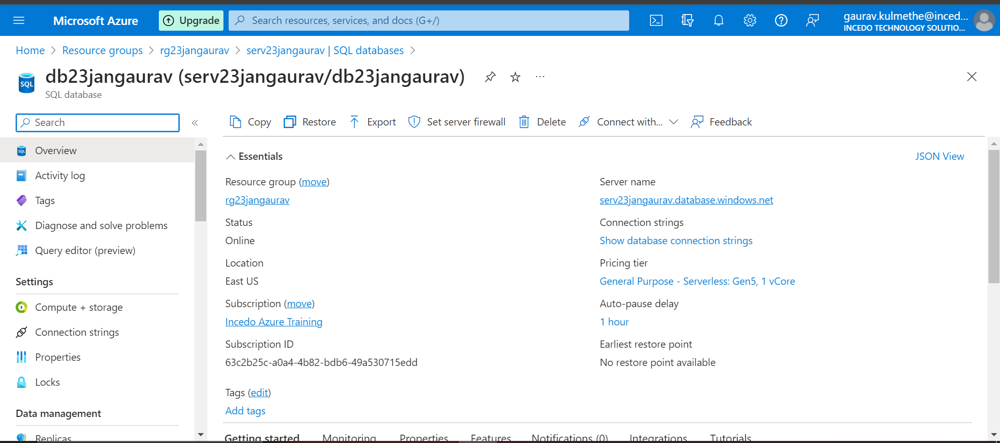 Microsoft Azure
Upgrade
Search resources, services, and docs (G+/)
gaurav.kulmethe@inced...
INCEDO TECHNOLOGY SOLUTIO...
Home > Resource groups > rg23jangaurav > serv23jangaurav | SQL databases >
SQL
db23jangaurav (serv23jangaurav/db23jangaurav)
...
SQL database
Search
«
Copy
Restore
Export
Set server firewall
Delete
Connect with...
Feedback
SQL
Overview
Activity log
Tags
Diagnose and solve problems
Query editor (preview)
Settings
Compute + storage
Connection strings
Properties
Locks
Data management
Replicas
Essentials
JSON View
Resource group (move)
rg23jangaurav
Status
Online
Location
East US
Subscription (move)
Incedo Azure Training
Subscription ID
63c2b25c-a0a4-4b82-bdb6-49a530715edd
Server name
serv23jangaurav.database.windows.net
Connection strings
Show database connection strings
Pricing tier
General Purpose - Serverless: Gen5, 1 vCore
Auto-pause delay
1 hour
Earliest restore point
No restore point available
Tags (edit)
Add tags
Getting started
Monitoring
Properties
Features
Notifications (0)
Integrations
Tutorials